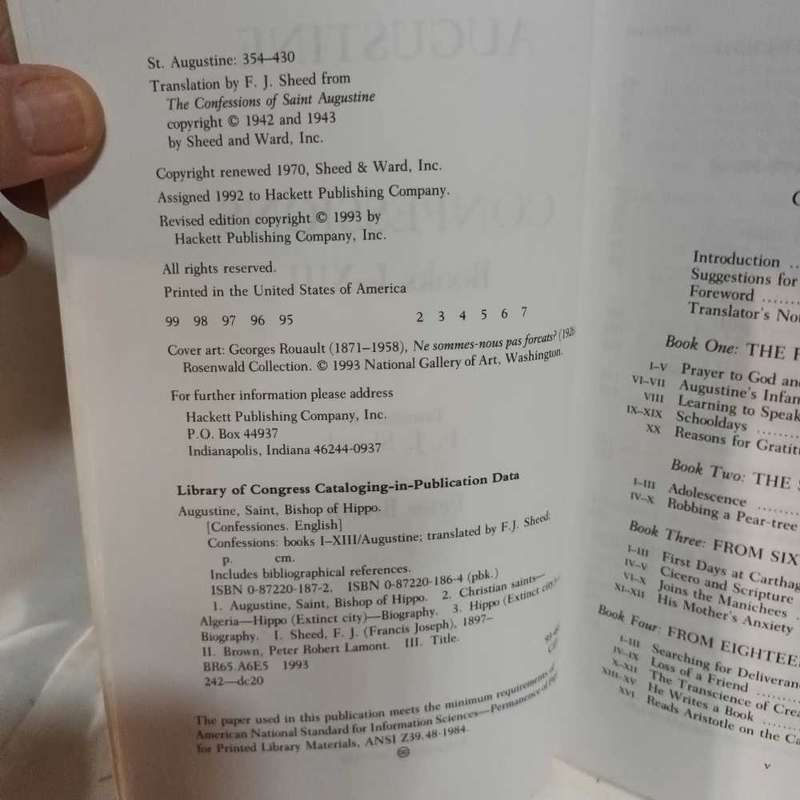 St. Augustine: 354–430
Translation by F. J. Sheed from
The Confessions of Saint Augustine
copyright © 1942 and 1943
by Sheed and Ward, Inc.
Copyright renewed 1970, Sheed & Ward, Inc.
Assigned 1992 to Hackett Publishing Company.
Revised edition copyright © 1993 by
Hackett Publishing Company, Inc.
All rights reserved.
Printed in the United States of America
99 98 97 96 95 2 3 4 5 6 7
Cover art: Georges Rouault (1871–1958), Ne sommes-nous pas forcats? (1926
Rosenwald Collection. © 1993 National Gallery of Art, Washington.
For further information please address
Hackett Publishing Company, Inc.
P.O. Box 44937
Indianapolis, Indiana 46244-0937
Library of Congress Cataloging-in-Publication Data
Augustine, Saint, Bishop of Hippo.
[Confessiones. English]
Confessions: books I–XIII/Augustine; translated by F.J. Sheed;
p. cm.
Includes bibliographical references.
ISBN 0-87220-187-2. ISBN 0-87220-186-4 (pbk.)
1. Augustine, Saint, Bishop of Hippo. 2. Christian saints—
Algeria—Hippo (Extinct city)—Biography. 3. Hippo (Extinct city)—
Biography. I. Sheed, F. J. (Francis Joseph), 1897–
II. Brown, Peter Robert Lamont. III. Title.
BR65.A6E5 1993
242—dc20
The paper used in this publication meets the minimum requirements of
American National Standard for Information Sciences—Permanence of
for Printed Library Materials, ANSI Z39.48-1984.
Introduction ..
Suggestions for
Foreword .......
Translator's No
Book One: THE
I–V Prayer to God and
VI–VII Augustine's Infan
VIII Learning to Speak
IX–XIX Schooldays ........
XX Reasons for Gratit
Book Two: THE
I–III Adolescence ........
IV–X Robbing a Pear-tree
Book Three: FROM SIX
I–III First Days at Carthag
IV–V Cicero and Scripture
VI–X Joins the Manichees ..
XI–XII His Mother's Anxiety
Book Four: FROM EIGHTEE
I–III Searching for Deliveran
IV–IX Loss of a Friend ........
X–XII The Transcience of Crea
XIII–XV He Writes a Book ........
XVI Reads Aristotle on the Ca
v